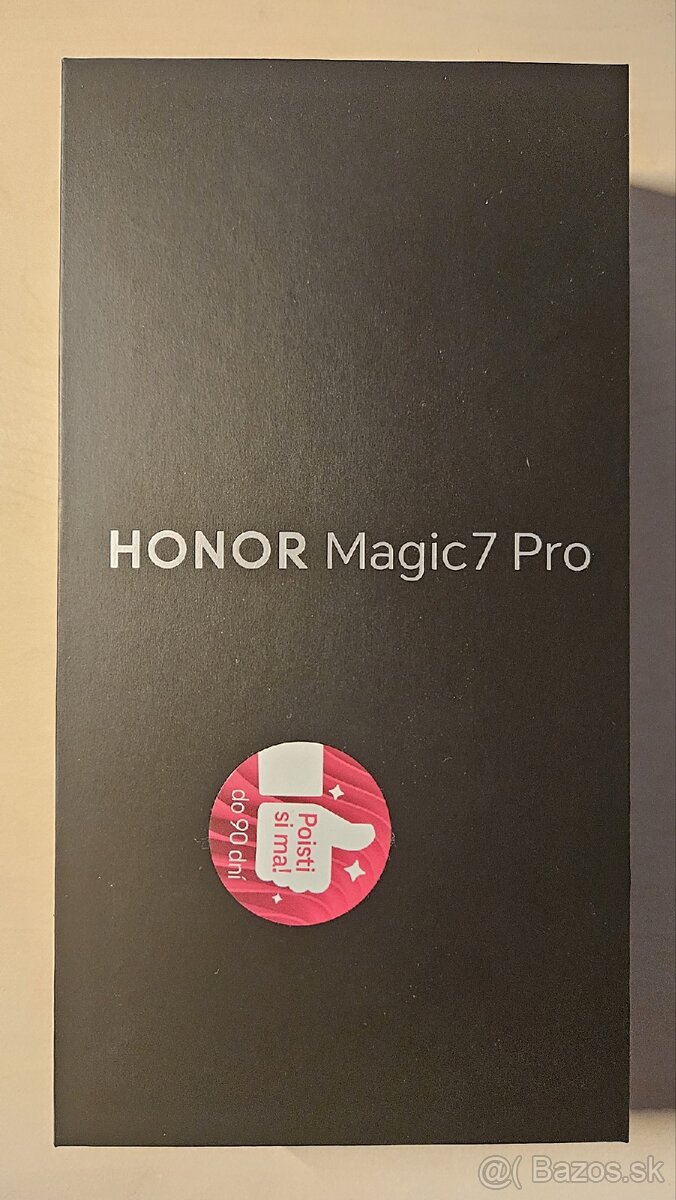 HONOR Magic7 Pro
Poisti
si ma!
do 90 dní
@( Bazos.sk